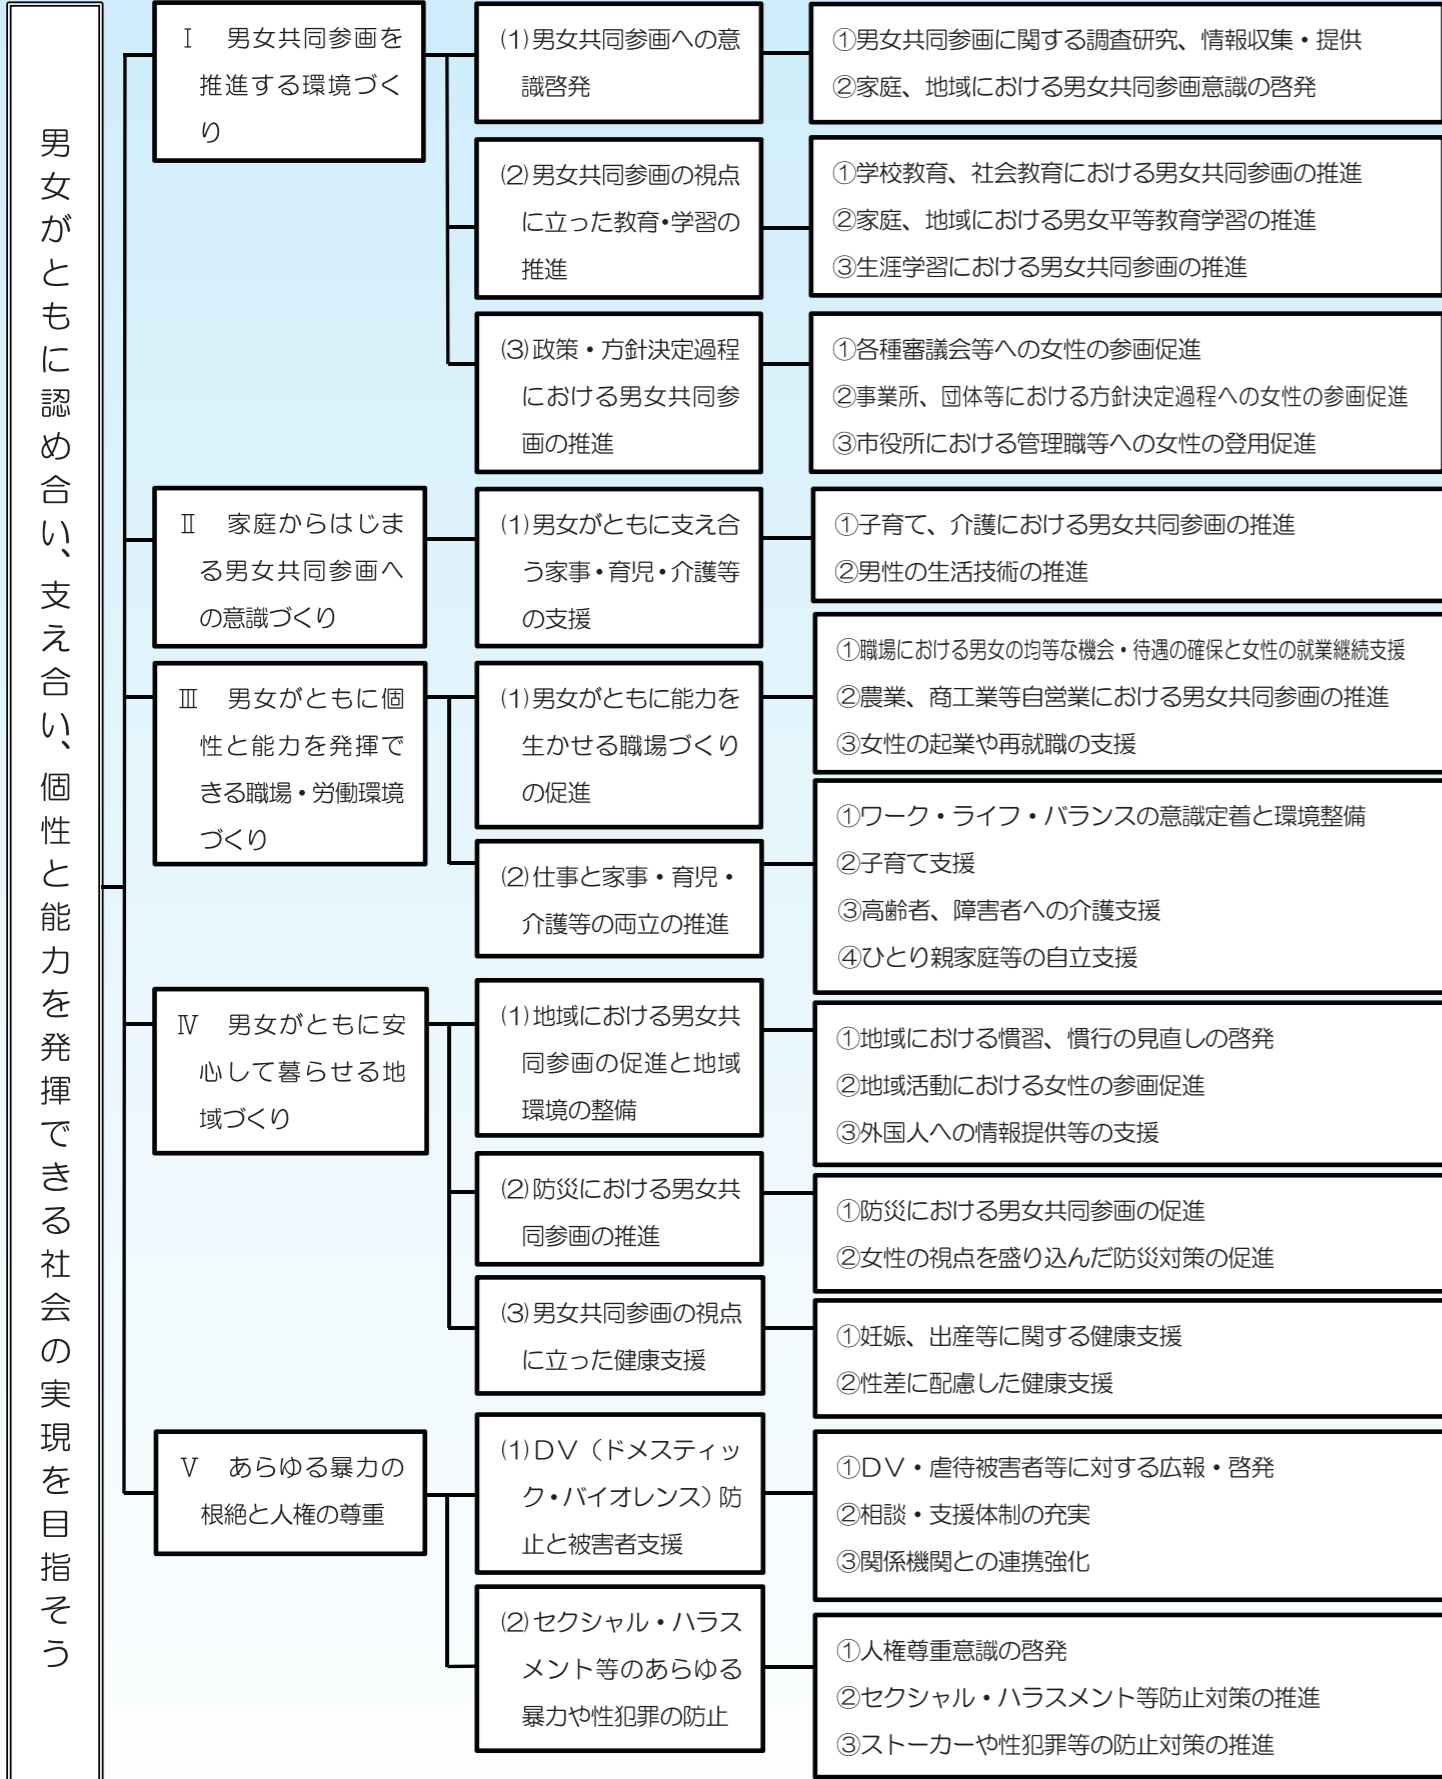 男女がともに認め合い、支え合い、個性と能力を発揮できる社会の実現を目指そう
Ⅰ　男女共同参画を
推進する環境づく
り
(1)男女共同参画への意
識啓発
①男女共同参画に関する調査研究、情報収集・提供
②家庭、地域における男女共同参画意識の啓発
(2)男女共同参画の視点
に立った教育・学習の
推進
①学校教育、社会教育における男女共同参画の推進
②家庭、地域における男女平等教育学習の推進
③生涯学習における男女共同参画の推進
(3)政策・方針決定過程
における男女共同参
画の推進
①各種審議会等への女性の参画促進
②事業所、団体等における方針決定過程への女性の参画促進
③市役所における管理職等への女性の登用促進
Ⅱ　家庭からはじま
る男女共同参画へ
の意識づくり
(1)男女がともに支え合
う家事・育児・介護等
の支援
①子育て、介護における男女共同参画の推進
②男性の生活技術の推進
Ⅲ　男女がともに個
性と能力を発揮で
きる職場・労働環境
づくり
(1)男女がともに能力を
生かせる職場づくり
の促進
①職場における男女の均等な機会・待遇の確保と女性の就業継続支援
②農業、商工業等自営業における男女共同参画の推進
③女性の起業や再就職の支援
(2)仕事と家事・育児・
介護等の両立の推進
①ワーク・ライフ・バランスの意識定着と環境整備
②子育て支援
③高齢者、障害者への介護支援
④ひとり親家庭等の自立支援
Ⅳ　男女がともに安
心して暮らせる地
域づくり
(1)地域における男女共
同参画の促進と地域
環境の整備
①地域における慣習、慣行の見直しの啓発
②地域活動における女性の参画促進
③外国人への情報提供等の支援
(2)防災における男女共
同参画の推進
①防災における男女共同参画の促進
②女性の視点を盛り込んだ防災対策の促進
(3)男女共同参画の視点
に立った健康支援
①妊娠、出産等に関する健康支援
②性差に配慮した健康支援
Ⅴ　あらゆる暴力の
根絶と人権の尊重
(1)ＤＶ（ドメスティッ
ク・バイオレンス）防
止と被害者支援
①ＤＶ・虐待被害者等に対する広報・啓発
②相談・支援体制の充実
③関係機関との連携強化
(2)セクシャル・ハラス
メント等のあらゆる
暴力や性犯罪の防止
①人権尊重意識の啓発
②セクシャル・ハラスメント等防止対策の推進
③ストーカーや性犯罪等の防止対策の推進